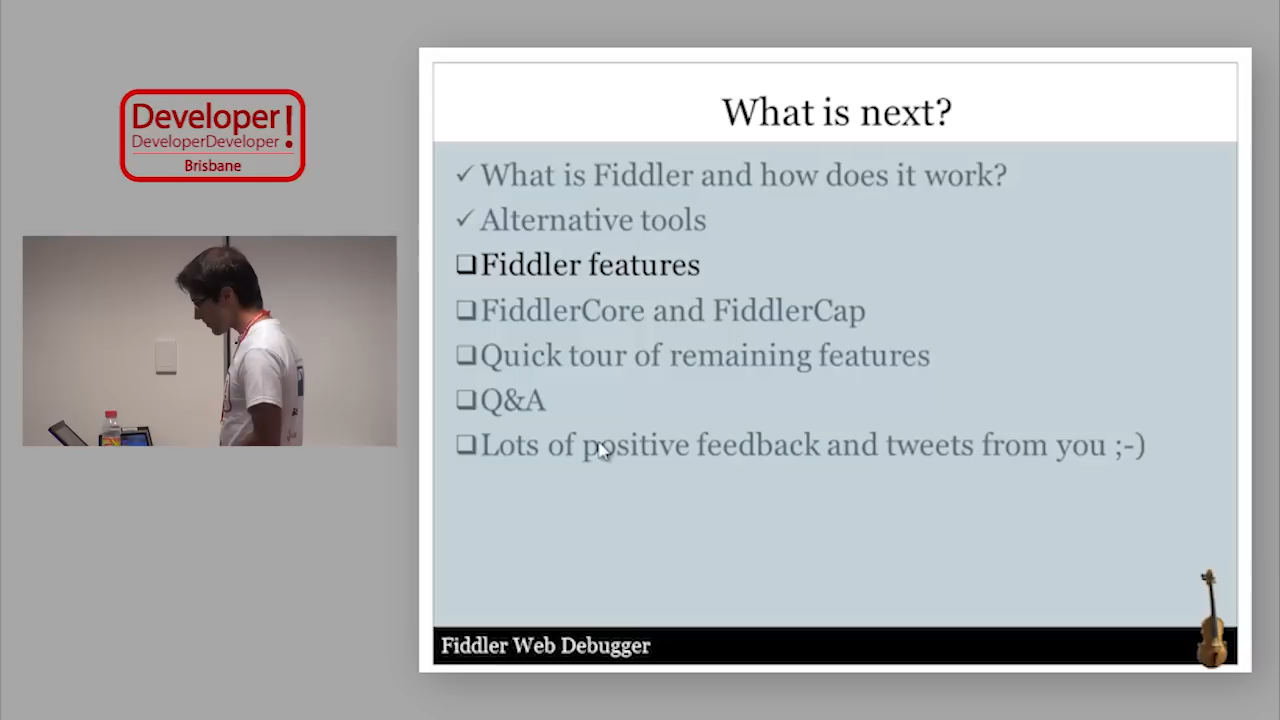 Developer!
DeveloperDeveloper
Brisbane
What is next?
✓ What is Fiddler and how does it work?
✓ Alternative tools
❑ Fiddler features
❑ FiddlerCore and FiddlerCap
❑ Quick tour of remaining features
❑ Q&A
❑ Lots of positive feedback and tweets from you ;-)
Fiddler Web Debugger